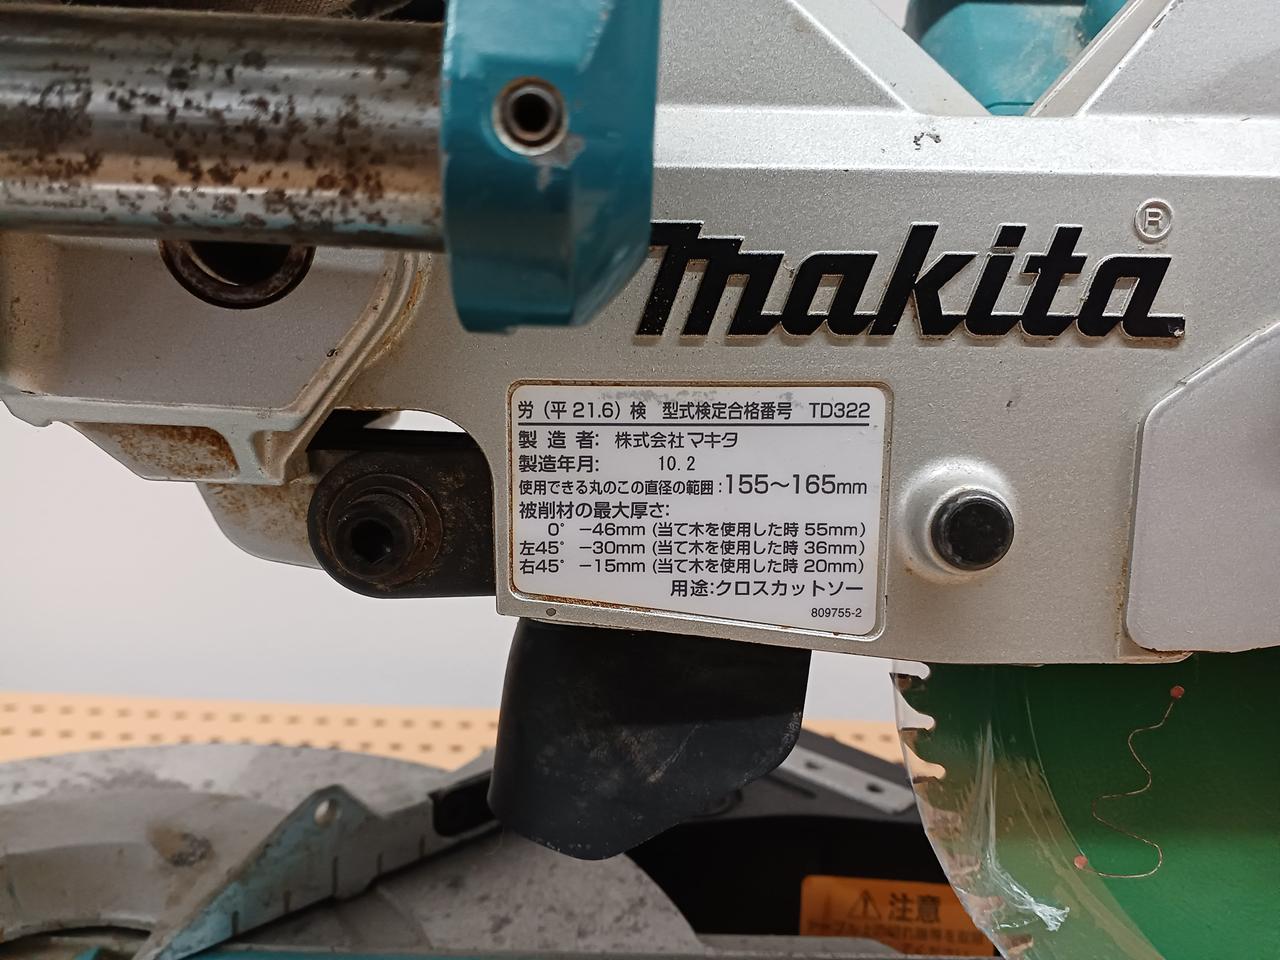 makita®
労（平21.6）検 型式検定合格番号 TD322
製造者: 株式会社マキタ
製造年月: 10.2
使用できる丸のこの直径の範囲:155〜165mm
被削材の最大厚さ:
0° −46mm (当て木を使用した時 55mm)
左45° −30mm (当て木を使用した時 36mm)
右45° −15mm (当て木を使用した時 20mm)
用途:クロスカットソー
809755-2
注意